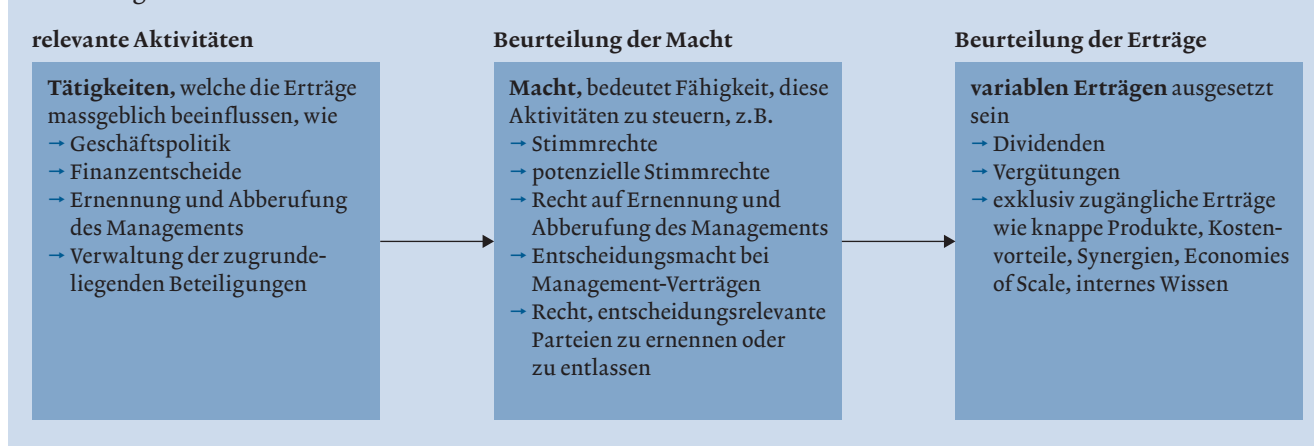 relevante Aktivitäten
Tätigkeiten, welche die Erträge
massgeblich beeinflussen, wie
→ Geschäftspolitik
→ Finanzentscheide
→ Ernennung und Abberufung
des Managements
→ Verwaltung der zugrunde-
liegenden Beteiligungen
Beurteilung der Macht
Macht, bedeutet Fähigkeit, diese
Aktivitäten zu steuern, z.B.
→ Stimmrechte
→ potenzielle Stimmrechte
→ Recht auf Ernennung und
Abberufung des Managements
→ Entscheidungsmacht bei
Management-Verträgen
→ Recht, entscheidungsrelevante
Parteien zu ernennen oder
zu entlassen
Beurteilung der Erträge
variablen Erträgen ausgesetzt
sein
→ Dividenden
→ Vergütungen
→ exklusiv zugängliche Erträge
wie knappe Produkte, Kosten-
vorteile, Synergien, Economies
of Scale, internes Wissen